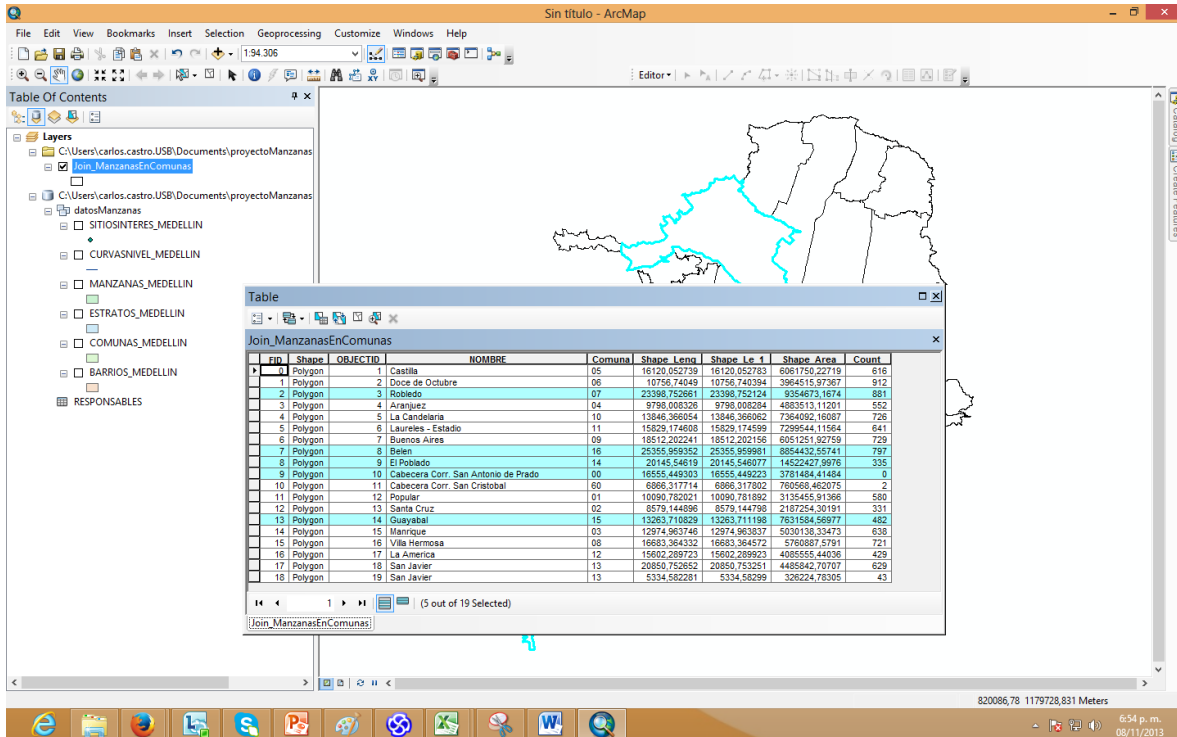 Sin título - ArcMap
File Edit View Bookmarks Insert Selection Geoprocessing Customize Windows Help
1:94.306
Editor
Table Of Contents
Layers
C:\Users\carlos.castro.USB\Documents\proyectoManzanas
Join_ManzanasEnComunas
C:\Users\carlos.castro.USB\Documents\proyectoManzanas
datosManzanas
SITIOSINTERES_MEDELLIN
CURVASNIVEL_MEDELLIN
MANZANAS_MEDELLIN
ESTRATOS_MEDELLIN
COMUNAS_MEDELLIN
BARRIOS_MEDELLIN
RESPONSABLES
Catalog
Create Features
Table
Join_ManzanasEnComunas
FID Shape OBJECTID NOMBRE Comuna Shape_Leng Shape_Le_1 Shape_Area Count
0 Polygon 1 Castilla 05 16120,052739 16120,052783 6061750,22719 616
1 Polygon 2 Doce de Octubre 06 10756,74049 10756,740394 3964515,97367 912
2 Polygon 3 Robledo 07 23398,752661 23398,752124 9354673,1674 881
3 Polygon 4 Aranjuez 04 9798,008326 9798,008284 4883513,11201 552
4 Polygon 5 La Candelaria 10 13846,366054 13846,366062 7364092,16087 726
5 Polygon 6 Laureles - Estadio 11 15829,174608 15829,174599 7299544,11564 641
6 Polygon 7 Buenos Aires 09 18512,202241 18512,202156 6051251,92759 729
7 Polygon 8 Belen 16 25355,959352 25355,959981 8854432,55741 797
8 Polygon 9 El Poblado 14 20145,54619 20145,546077 14522427,9976 335
9 Polygon 10 Cabecera Corr. San Antonio de Prado 00 16555,449303 16555,449223 3781484,41484 0
10 Polygon 11 Cabecera Corr. San Cristobal 60 6866,317714 6866,317802 760568,462075 2
11 Polygon 12 Popular 01 10090,782021 10090,781892 3135455,91366 580
12 Polygon 13 Santa Cruz 02 8579,144896 8579,144798 2187254,30191 331
13 Polygon 14 Guayabal 15 13263,710829 13263,711198 7631584,56977 482
14 Polygon 15 Manrique 03 12974,963746 12974,963837 5030138,33473 638
15 Polygon 16 Villa Hermosa 08 16683,364332 16683,364572 5760887,5791 721
16 Polygon 17 La America 12 15602,289723 15602,289923 4085555,44036 429
17 Polygon 18 San Javier 13 20850,752652 20850,753251 4485842,70707 629
18 Polygon 19 San Javier 13 5334,582281 5334,58299 326224,78305 43
1 (5 out of 19 Selected)
Join_ManzanasEnComunas
820086,78 1179728,831 Meters
6:54 p. m.
08/11/2013